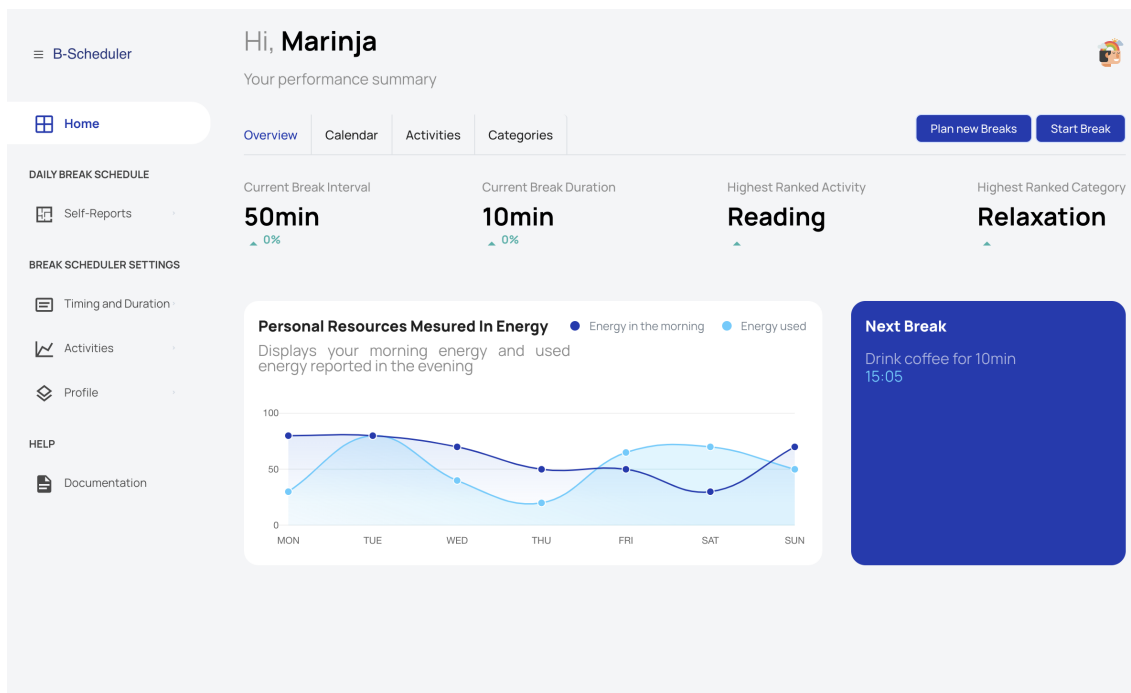 B-Scheduler
Home
DAILY BREAK SCHEDULE
Self-Reports
BREAK SCHEDULER SETTINGS
Timing and Duration
Activities
Profile
HELP
Documentation
Hi, Marinja
Your performance summary
Overview Calendar Activities Categories
Plan new Breaks Start Break
Current Break Interval
50min
0%
Current Break Duration
10min
0%
Highest Ranked Activity
Reading
Highest Ranked Category
Relaxation
Personal Resources Mesured In Energy
Energy in the morning Energy used
Displays your morning energy and used
energy reported in the evening
100
50
0
MON TUE WED THU FRI SAT SUN
Next Break
Drink coffee for 10min
15:05